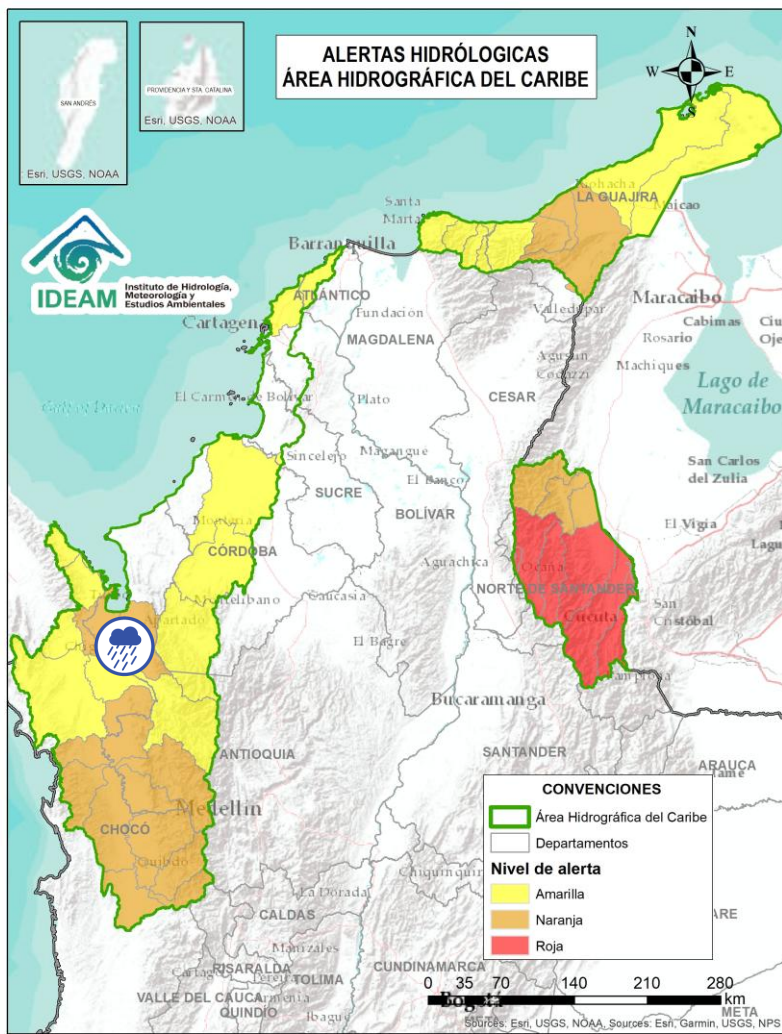 ALERTAS HIDRÓLOGICAS
ÁREA HIDROGRÁFICA DEL CARIBE
N
W E
S
SAN ANDRÉS
Esri, USGS, NOAA
PROVIDENCIA Y STA. CATALINA
Esri, USGS, NOAA
IDEAM
Instituto de Hidrología,
Meteorología y
Estudios Ambientales
LA GUAJIRA
Santa
Marta
Barranquilla
ATLÁNTICO
Cartagen
Fundación
MAGDALENA
Valledupar
Maracaibo
Cabimas
Rosario
Machiques
Agustín
Codazzi
CESAR
Lago de
Maracaibo
El Carmen de Bolívar
Plato
Sincelejo
Magangue
SUCRE
El Banco
BOLÍVAR
San Carlos
del Zulia
El Vigía
Montería
CÓRDOBA
Aguachica
Ocaña
NORTE DE SANTANDER
Cúcuta
San
Cristóbal
Montelíbano
Caucasia
El Bagre
Bucaramanga
ANTIOQUIA
SANTANDER
ARAUCA
Medellín
CHOCÓ
Quibdó
La Dorada
CALDAS
Manizales
RISARALDA
TOLIMA
CUNDINAMARCA
VALLE DEL CAUCA
Armenia
QUINDÍO
Ibague
Bogotá
META
META
CONVENCIONES
Área Hidrográfica del Caribe
Departamentos
Nivel de alerta
Amarilla
Naranja
Roja
0 35 70 140 210 280
km
Sources: Esri, USGS, NOAA, Sources: Esri, Garmin, USGS, NPS